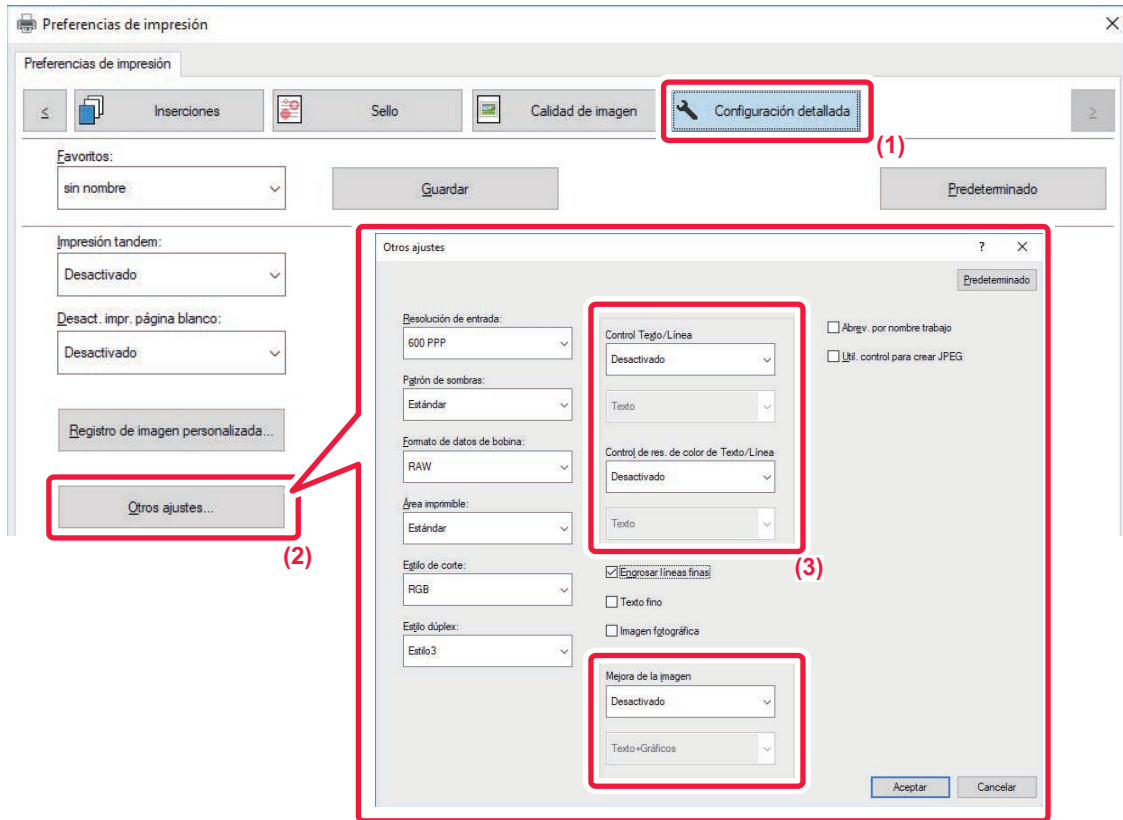 Preferencias de impresión
Preferencias de impresión
<
Inserciones
Sello
Calidad de imagen
Configuración detallada
>
(1)
Favoritos:
sin nombre
Guardar
Predeterminado
Impresión tandem:
Desactivado
Desact. impr. página blanco:
Desactivado
Registro de imagen personalizada...
Otros ajustes...
(2)
Otros ajustes
?
Predeterminado
Resolución de entrada:
600 PPP
Patrón de sombras:
Estándar
Formato de datos de bobina:
RAW
Área imprimible:
Estándar
Estilo de corte:
RGB
Estilo dúplex:
Estilo3
Control Texto/Línea
Desactivado
Texto
Control de res. de color de Texto/Línea
Desactivado
Texto
(3)
Engrosar líneas finas
Texto fino
Imagen fotográfica
Mejora de la imagen
Desactivado
Texto+Gráficos
Abrev. por nombre trabajo
Util. control para crear JPEG
Aceptar
Cancelar